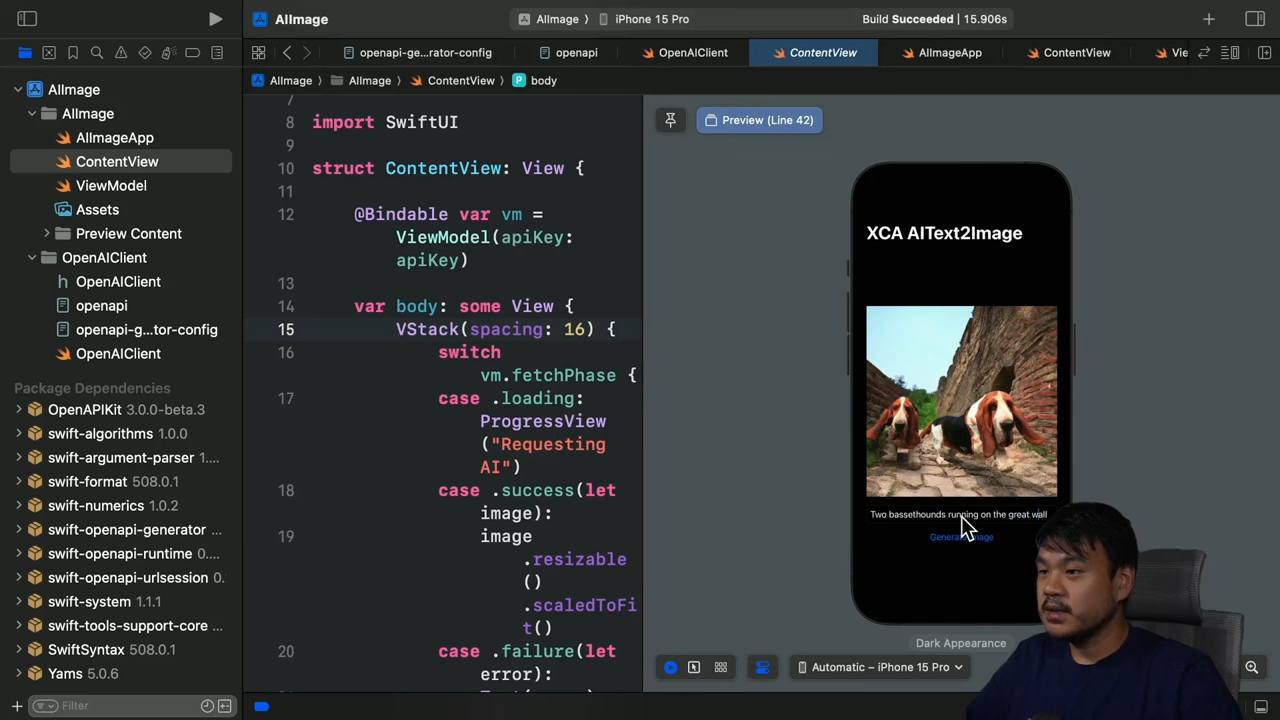 AIImage
AIImage 〉 iPhone 15 Pro
Build Succeeded | 15.906s
openapi-ge...rator-config
openapi
OpenAIClient
ContentView
AIImageApp
ContentView
Vie
AIImage 〉 AIImage 〉 ContentView 〉 P body
AIImage
AIImage
AIImageApp
ContentView
ViewModel
Assets
Preview Content
OpenAIClient
h OpenAIClient
openapi
openapi-g...tor-config
OpenAIClient
Package Dependencies
OpenAPIKit 3.0.0-beta.3
swift-algorithms 1.0.0
swift-argument-parser 1....
swift-format 508.0.1
swift-numerics 1.0.2
swift-openapi-generator ...
swift-openapi-runtime 0....
swift-openapi-urlsession 0.
swift-system 1.1.1
swift-tools-support-core ...
SwiftSyntax 508.0.1
Yams 5.0.6
Filter
7
8 import SwiftUI
9
10 struct ContentView: View {
11
12 @Bindable var vm =
ViewModel(apiKey:
apiKey)
13
14 var body: some View {
15 VStack(spacing: 16) {
16 switch
vm.fetchPhase {
17 case .loading:
ProgressView
("Requesting
AI")
18 case .success(let
image):
19 image
.resizable
()
.scaledToFi
t()
20 case .failure(let
error):
Preview (Line 42)
XCA AIText2Image
Two bassethounds running on the great wall
Dark Appearance
Automatic – iPhone 15 Pro